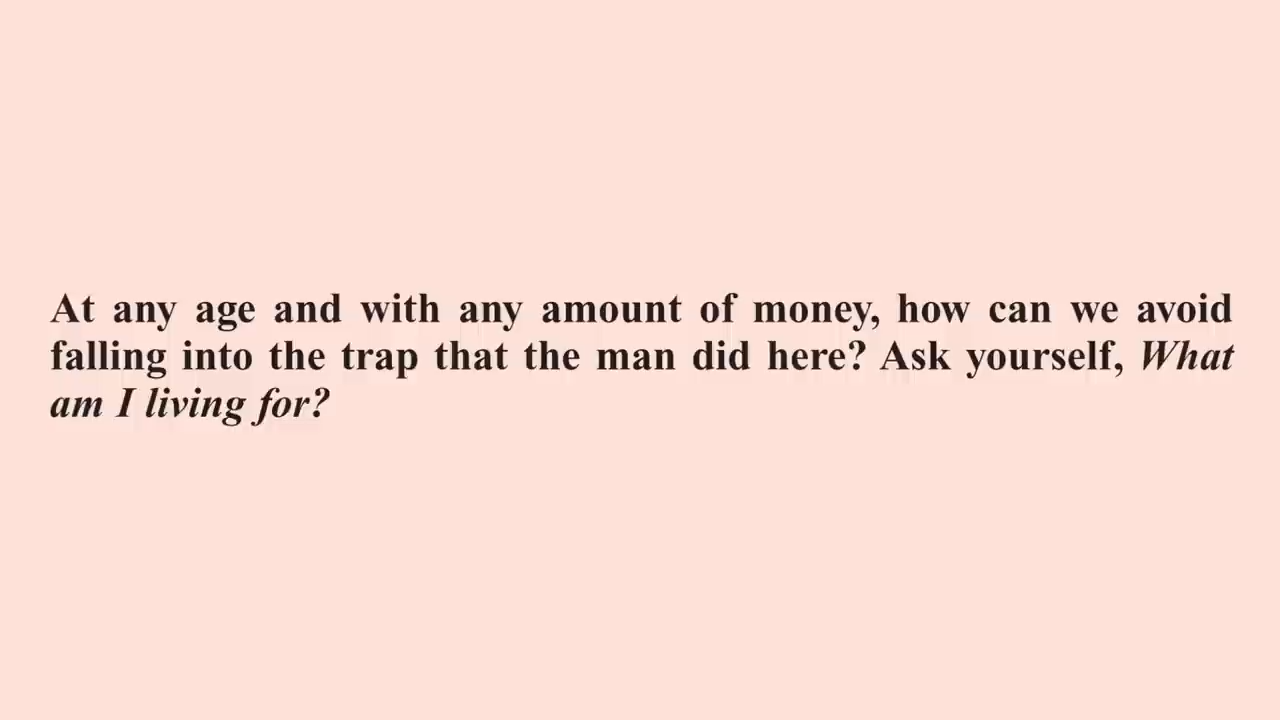 At any age and with any amount of money, how can we avoid
falling into the trap that the man did here? Ask yourself, What
am I living for?